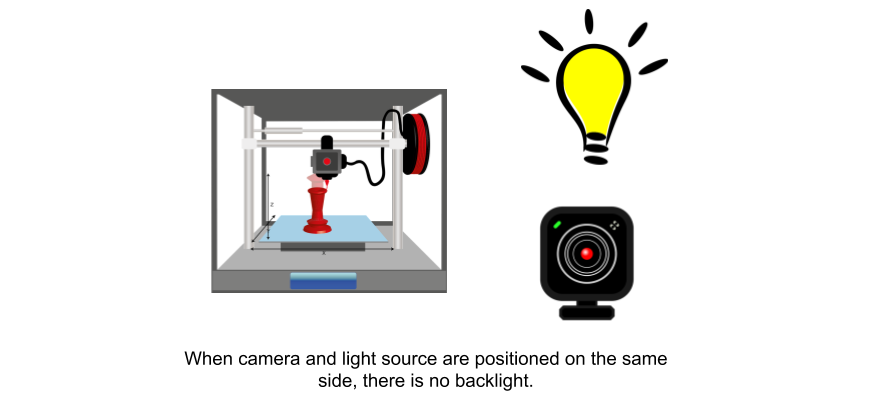 z
x
When camera and light source are positioned on the same
side, there is no backlight.